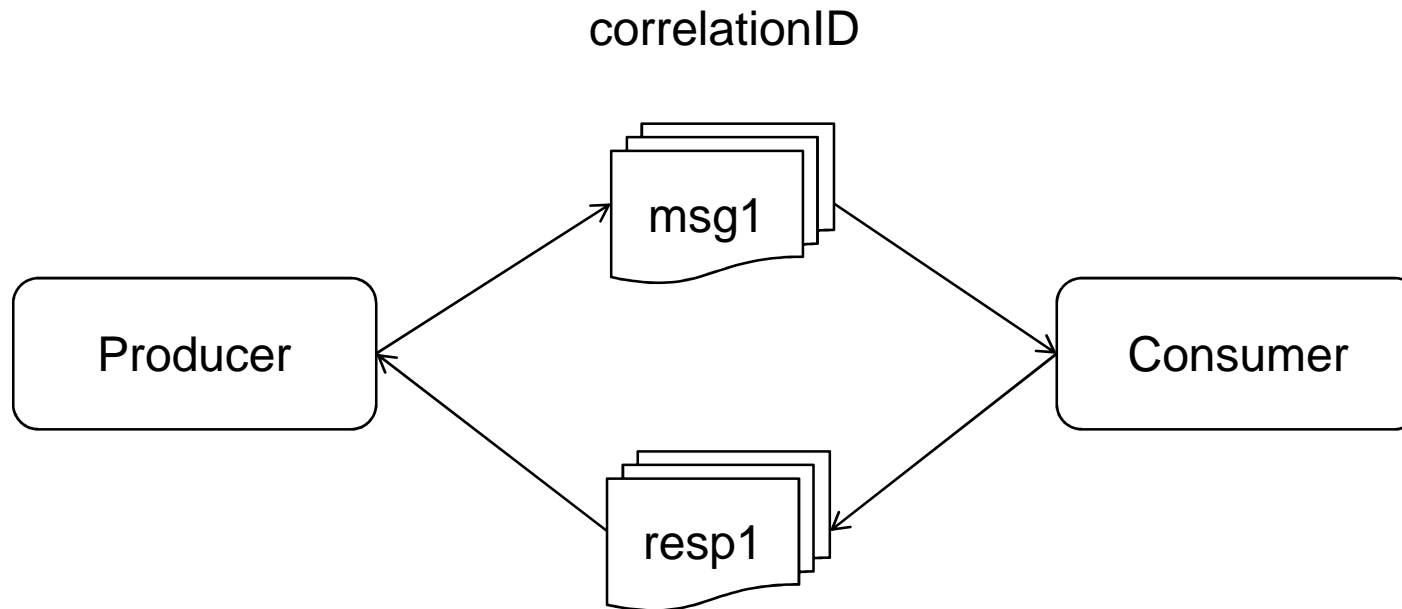 correlationID
msg1
Producer
Consumer
resp1